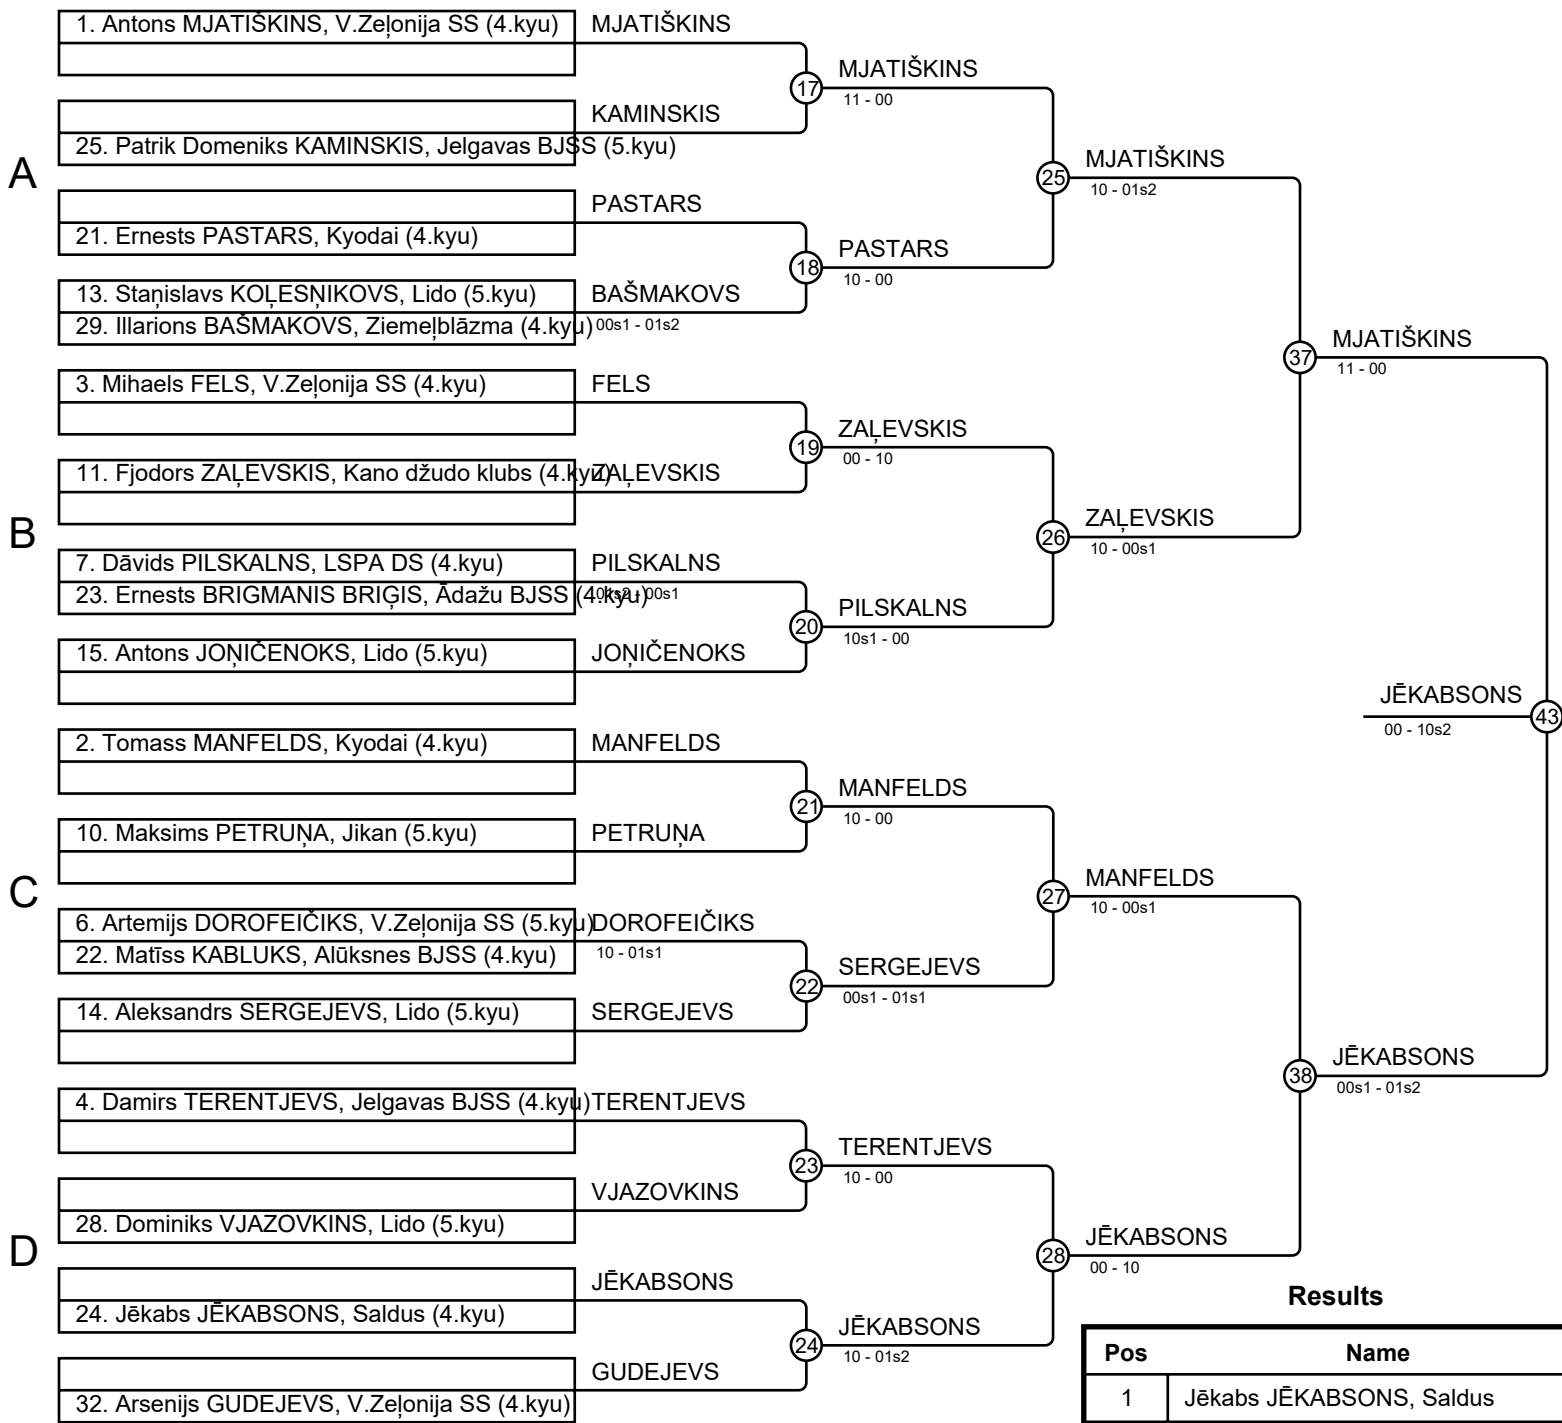 1. Antons MJATIŠKINS, V.Zeļonija SS (4.kyu)
MJATIŠKINS
17
MJATIŠKINS
11 - 00
KAMINSKIS
25. Patrik Domeniks KAMINSKIS, Jelgavas BJSS (5.kyu)
A
25
MJATIŠKINS
10 - 01s2
PASTARS
21. Ernests PASTARS, Kyodai (4.kyu)
18
PASTARS
10 - 00
13. Staņislavs KOĻESŅIKOVS, Lido (5.kyu)
BAŠMAKOVS
29. Illarions BAŠMAKOVS, Ziemeļblāzma (4.kyu)
00s1 - 01s2
37
MJATIŠKINS
11 - 00
3. Mihaels FELS, V.Zeļonija SS (4.kyu)
FELS
19
ZAĻEVSKIS
00 - 10
11. Fjodors ZAĻEVSKIS, Kano džudo klubs (4.kyu)
ZAĻEVSKIS
B
26
ZAĻEVSKIS
10 - 00s1
7. Dāvids PILSKALNS, LSPA DS (4.kyu)
PILSKALNS
23. Ernests BRIGMANIS BRIĢIS, Ādažu BJSS (4.kyu)
01s2 - 00s1
20
PILSKALNS
10s1 - 00
15. Antons JOŅIČENOKS, Lido (5.kyu)
JOŅIČENOKS
JĒKABSONS
43
00 - 10s2
2. Tomass MANFELDS, Kyodai (4.kyu)
MANFELDS
21
MANFELDS
10 - 00
10. Maksims PETRUŅA, Jikan (5.kyu)
PETRUŅA
C
27
MANFELDS
10 - 00s1
6. Artemijs DOROFEIČIKS, V.Zeļonija SS (5.kyu)
DOROFEIČIKS
22. Matīss KABLUKS, Alūksnes BJSS (4.kyu)
10 - 01s1
22
SERGEJEVS
00s1 - 01s1
14. Aleksandrs SERGEJEVS, Lido (5.kyu)
SERGEJEVS
38
JĒKABSONS
00s1 - 01s2
4. Damirs TERENTJEVS, Jelgavas BJSS (4.kyu)
TERENTJEVS
23
TERENTJEVS
10 - 00
VJAZOVKINS
28. Dominiks VJAZOVKINS, Lido (5.kyu)
D
28
JĒKABSONS
00 - 10
JĒKABSONS
24. Jēkabs JĒKABSONS, Saldus (4.kyu)
24
JĒKABSONS
10 - 01s2
GUDEJEVS
32. Arsenijs GUDEJEVS, V.Zeļonija SS (4.kyu)
Results
Pos Name
1 Jēkabs JĒKABSONS, Saldus